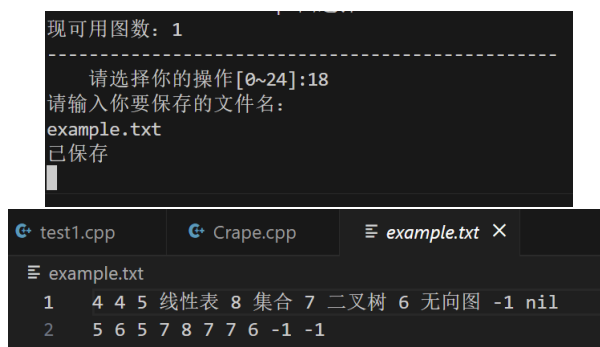 现可用图数：1
------------------------------------------------
请选择你的操作[0~24]:18
请输入你要保存的文件名：
example.txt
已保存
test1.cpp Crape.cpp example.txt
example.txt
1 4 4 5 线性表 8 集合 7 二叉树 6 无向图 -1 nil
2 5 6 5 7 8 7 7 6 -1 -1